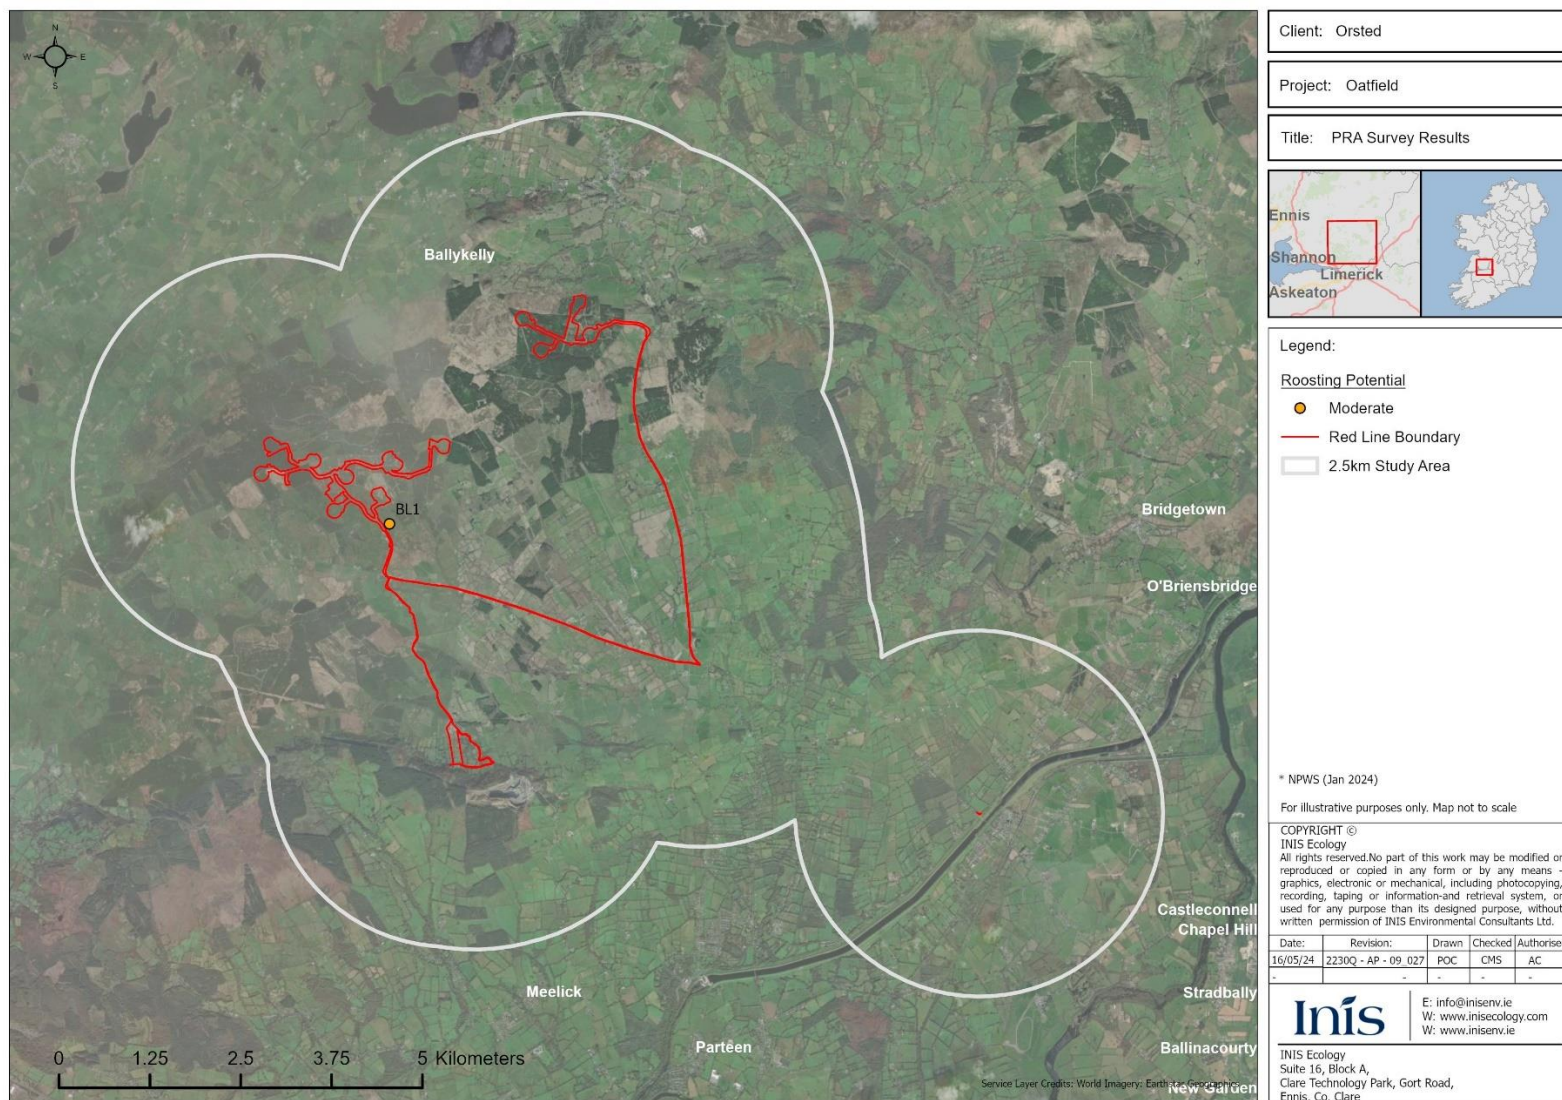 N
W
E
S
Ballykelly
BL1
Bridgetown
O'Briensbridge
Castleconnell
Chapel Hill
Meelick
Stradbally
Parteen
Ballinacourty
New Garden
0 1.25 2.5 3.75 5 Kilometers
Service Layer Credits: World Imagery: Earthstar Geographics
Client: Orsted
Project: Oatfield
Title: PRA Survey Results
Ennis
Shannon
Limerick
Askeaton
Legend:
Roosting Potential
Moderate
Red Line Boundary
2.5km Study Area
* NPWS (Jan 2024)
For illustrative purposes only. Map not to scale
COPYRIGHT ©
INIS Ecology
All rights reserved.No part of this work may be modified or
reproduced or copied in any form or by any means -
graphics, electronic or mechanical, including photocopying,
recording, taping or information-and retrieval system, or
used for any purpose than its designed purpose, without
written permission of INIS Environmental Consultants Ltd.
Date: Revision: Drawn Checked Authorise
16/05/24 2230Q - AP - 09_027 POC CMS AC
- - - - -
Inis
E: info@inisenv.ie
W: www.inisecology.com
W: www.inisenv.ie
INIS Ecology
Suite 16, Block A,
Clare Technology Park, Gort Road,
Ennis, Co. Clare